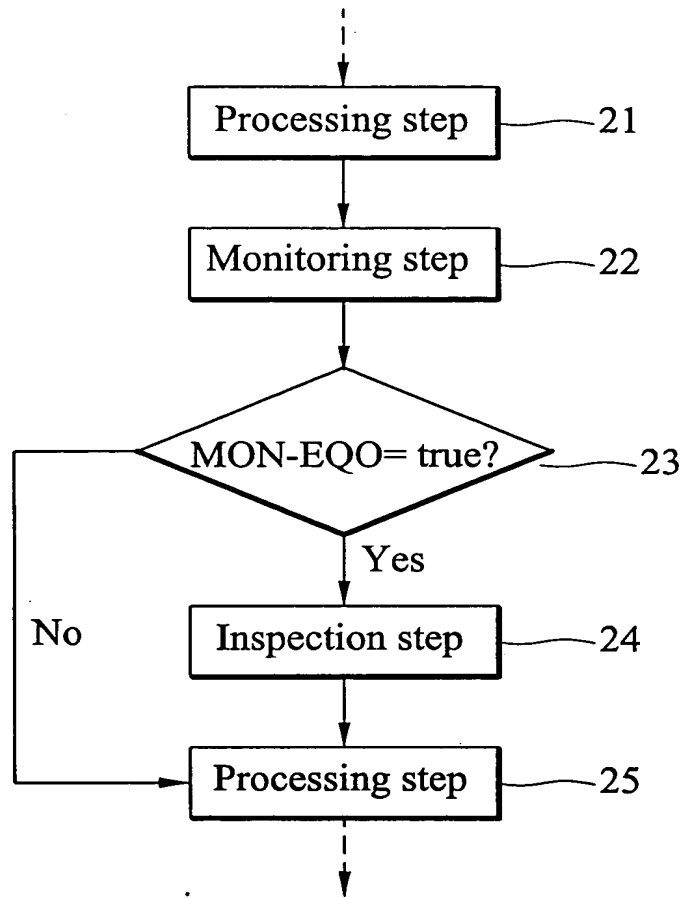 Processing step 21
Monitoring step 22
MON-EQO= true? 23
Yes
No
Inspection step 24
Processing step 25